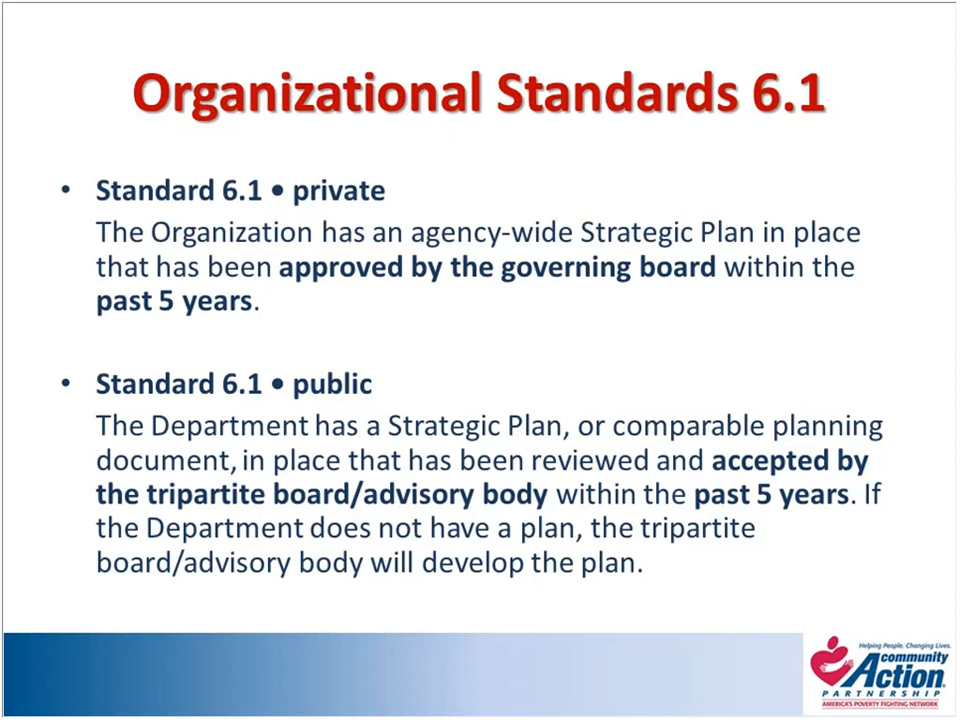 Organizational Standards 6.1
• Standard 6.1 • private
The Organization has an agency-wide Strategic Plan in place
that has been approved by the governing board within the
past 5 years.
• Standard 6.1 • public
The Department has a Strategic Plan, or comparable planning
document, in place that has been reviewed and accepted by
the tripartite board/advisory body within the past 5 years. If
the Department does not have a plan, the tripartite
board/advisory body will develop the plan.
Helping People. Changing Lives.
community
Action
PARTNERSHIP
AMERICA'S POVERTY FIGHTING NETWORK